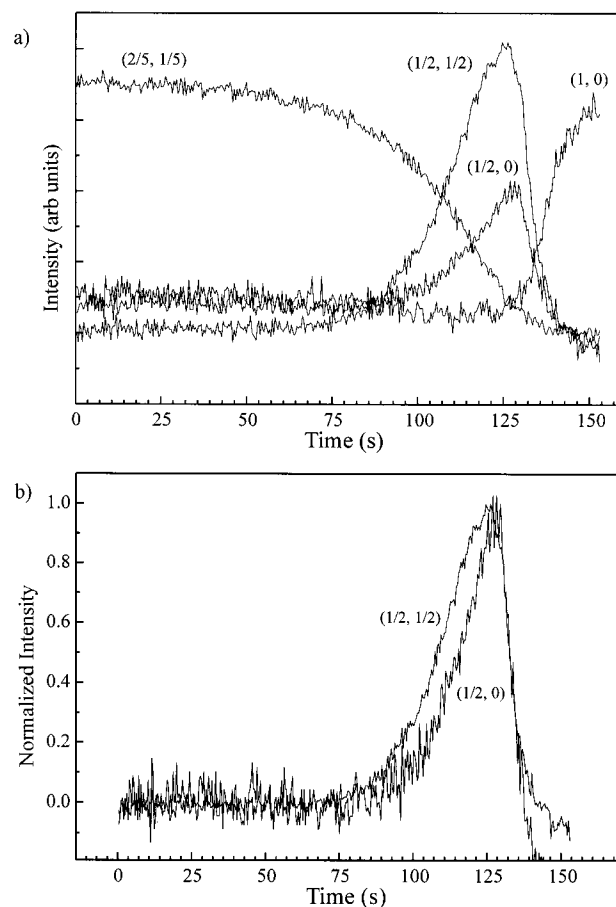 a)
(2/5, 1/5)
(1/2, 1/2)
(1, 0)
(1/2, 0)
Intensity (arb units)
0 25 50 75 100 125 150
Time (s)
b)
1.0
0.8
0.6
0.4
0.2
0.0
Normalized Intensity
(1/2, 1/2)
(1/2, 0)
0 25 50 75 100 125 150
Time (s)